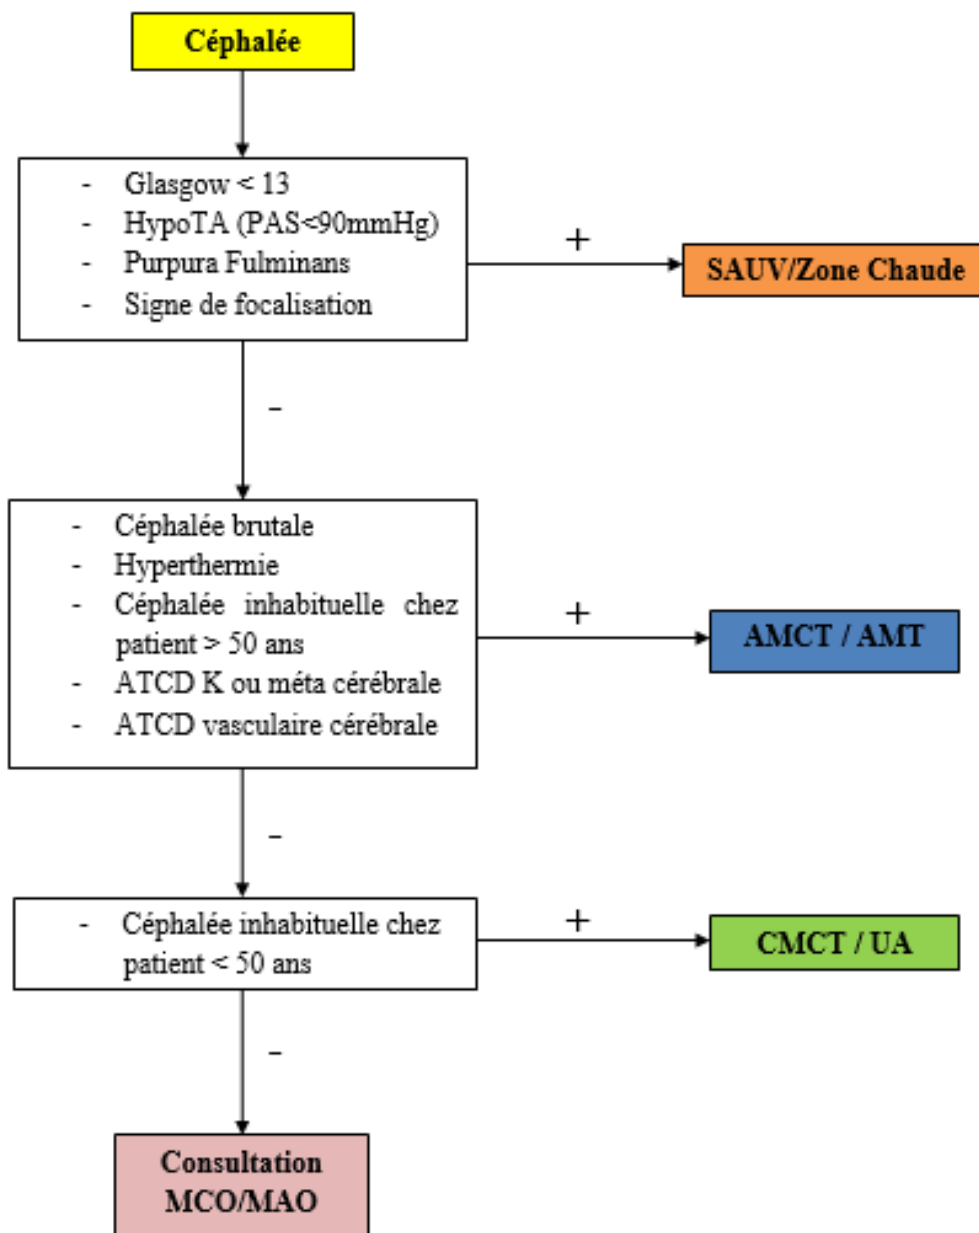 Céphalée
- Glasgow < 13
- HypoTA (PAS<90mmHg)
- Purpura Fulminans
- Signe de focalisation
+
SAUV/Zone Chaude
-
- Céphalée brutale
- Hyperthermie
- Céphalée inhabituelle chez
patient > 50 ans
- ATCD K ou méta cérébrale
- ATCD vasculaire cérébrale
+
AMCT / AMT
-
- Céphalée inhabituelle chez
patient < 50 ans
+
CMCT / UA
-
Consultation
MCO/MAO